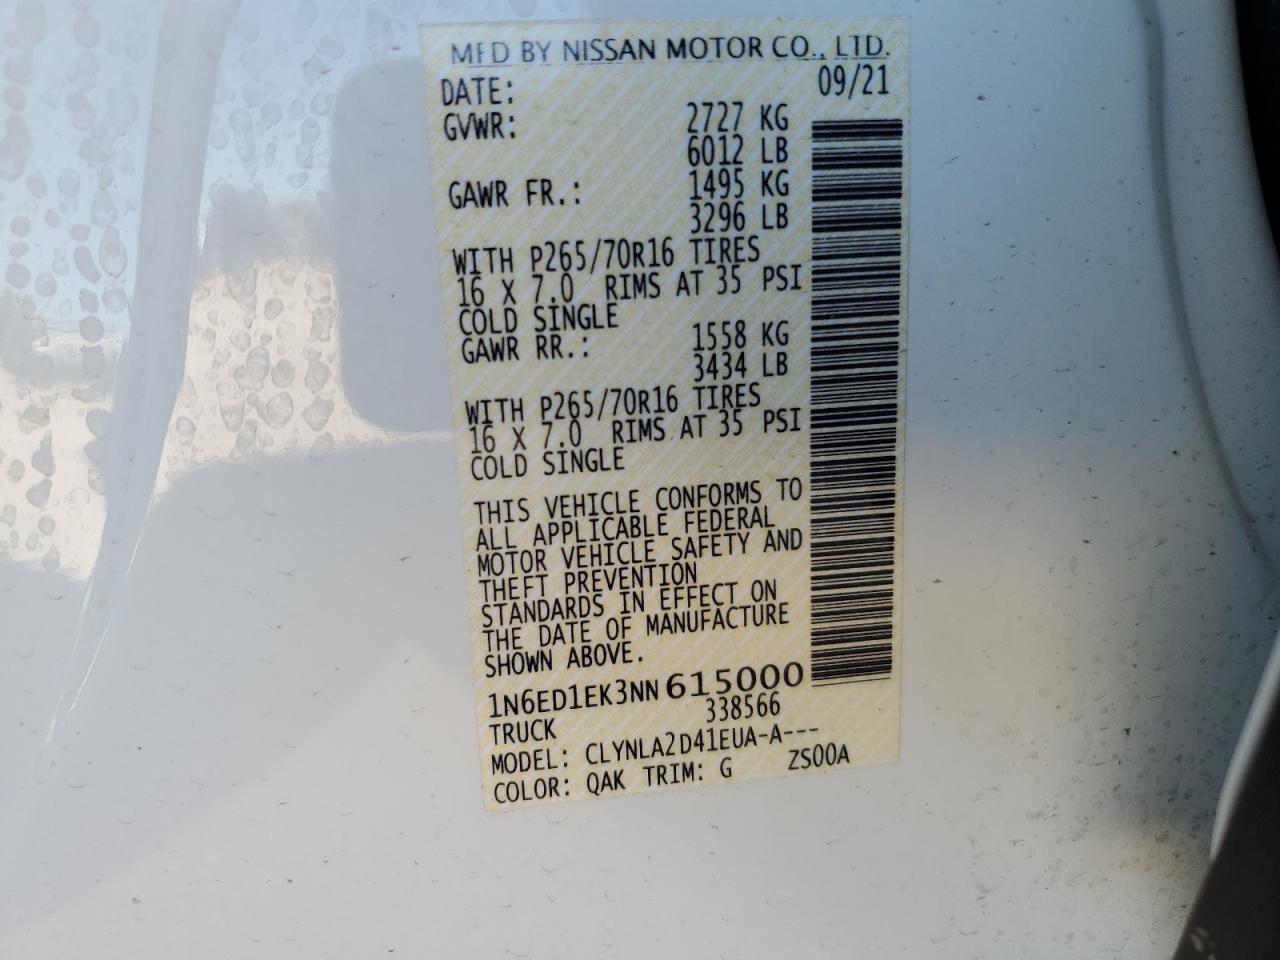 MFD BY NISSAN MOTOR CO., LTD.
DATE: 09/21
GVWR: 2727 KG
6012 LB
GAWR FR.: 1495 KG
3296 LB
WITH P265/70R16 TIRES
16 X 7.0 RIMS AT 35 PSI
COLD SINGLE
GAWR RR.: 1558 KG
3434 LB
WITH P265/70R16 TIRES
16 X 7.0 RIMS AT 35 PSI
COLD SINGLE
THIS VEHICLE CONFORMS TO
ALL APPLICABLE FEDERAL
MOTOR VEHICLE SAFETY AND
THEFT PREVENTION
STANDARDS IN EFFECT ON
THE DATE OF MANUFACTURE
SHOWN ABOVE.
1N6ED1EK3NN615000
TRUCK 338566
MODEL: CLYNLA2D41EUA-A---
COLOR: QAK TRIM: G ZS00A